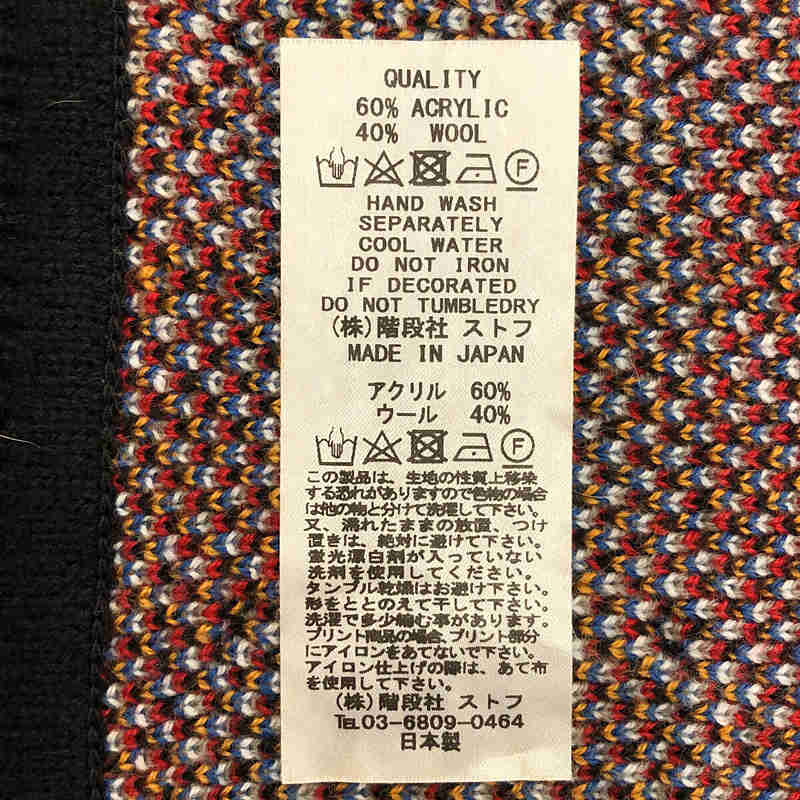 QUALITY
60% ACRYLIC
40% WOOL
F
HAND WASH
SEPARATELY
COOL WATER
DO NOT IRON
IF DECORATED
DO NOT TUMBLEDRY
(株)階段社 ストフ
MADE IN JAPAN
アクリル 60%
ウール 40%
F
この製品は、生地の性質上移染
する恐れがありますので色物の場合
は他の物と分けて洗濯して下さい。
又、濡れたままの放置、つけ
置きは、絶対に避けて下さい。
蛍光漂白剤が入っていない
洗剤を使用してください。
タンブル乾燥はお避け下さい。
形をととのえて干して下さい。
洗濯で多少縮む事があります。
プリント商品の場合、プリント部分
にアイロンをあてないで下さい。
アイロン仕上げの際は、あて布
を使用して下さい。
(株)階段社 ストフ
TEL03-6809-0464
日本製